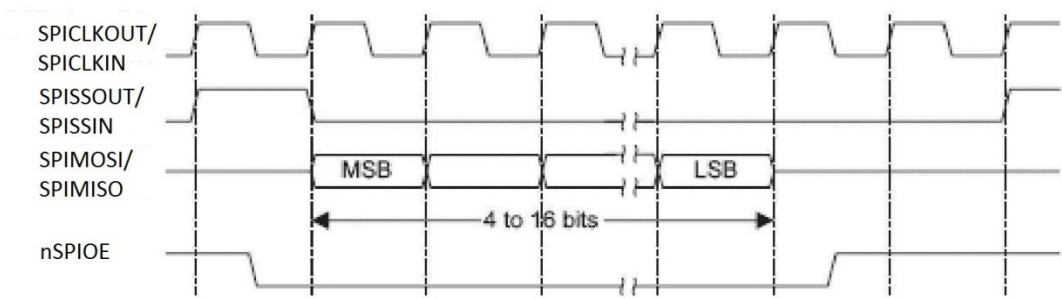 SPICLKOUT/
SPICLKIN
SPISSOUT/
SPISSIN
SPIMOSI/
SPIMISO
MSB
LSB
4 to 16 bits
nSPIOE